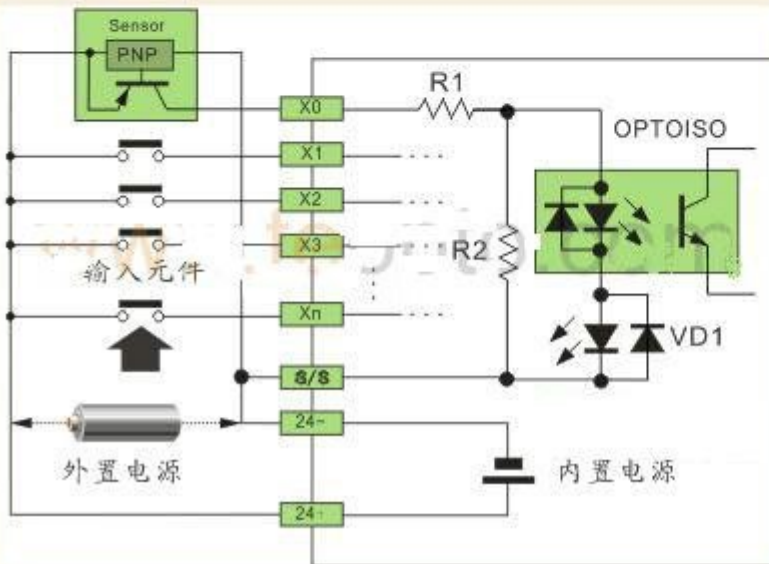 Sensor
PNP
X0
R1
OPTOISO
X1
X2
X3
R2
输入元件
Xn
VD1
S/S
24-
外置电源
内置电源
24+